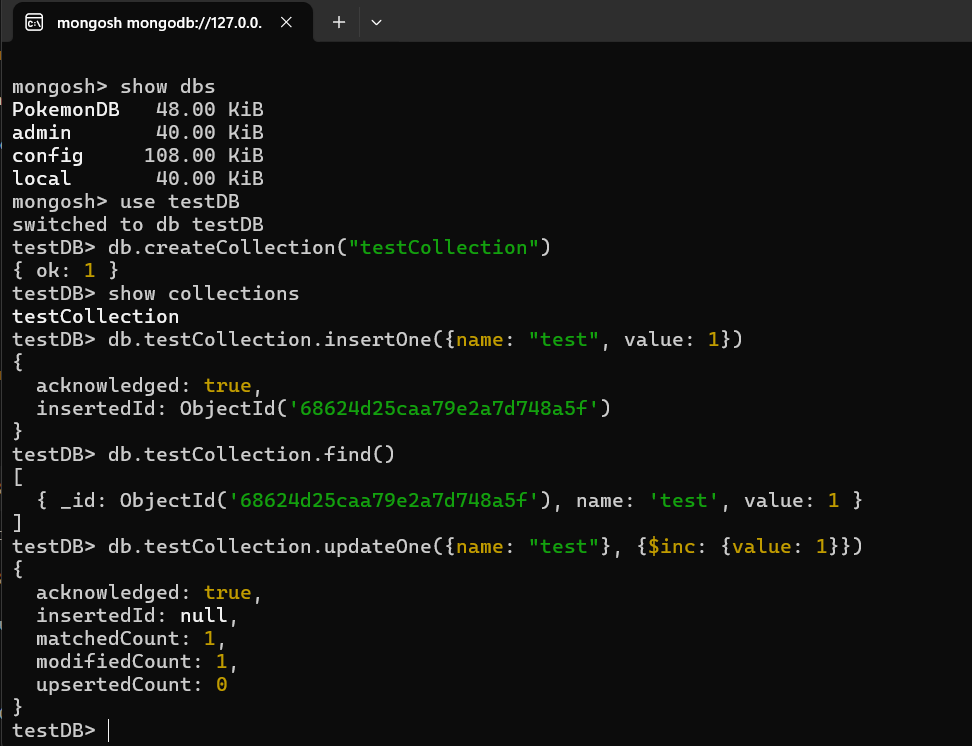 mongosh mongodb://127.0.0.
mongosh> show dbs
PokemonDB   48.00 KiB
admin       40.00 KiB
config     108.00 KiB
local       40.00 KiB
mongosh> use testDB
switched to db testDB
testDB> db.createCollection("testCollection")
{ ok: 1 }
testDB> show collections
testCollection
testDB> db.testCollection.insertOne({name: "test", value: 1})
{
  acknowledged: true,
  insertedId: ObjectId('68624d25caa79e2a7d748a5f')
}
testDB> db.testCollection.find()
[
  { _id: ObjectId('68624d25caa79e2a7d748a5f'), name: 'test', value: 1 }
]
testDB> db.testCollection.updateOne({name: "test"}, {$inc: {value: 1}})
{
  acknowledged: true,
  insertedId: null,
  matchedCount: 1,
  modifiedCount: 1,
  upsertedCount: 0
}
testDB>